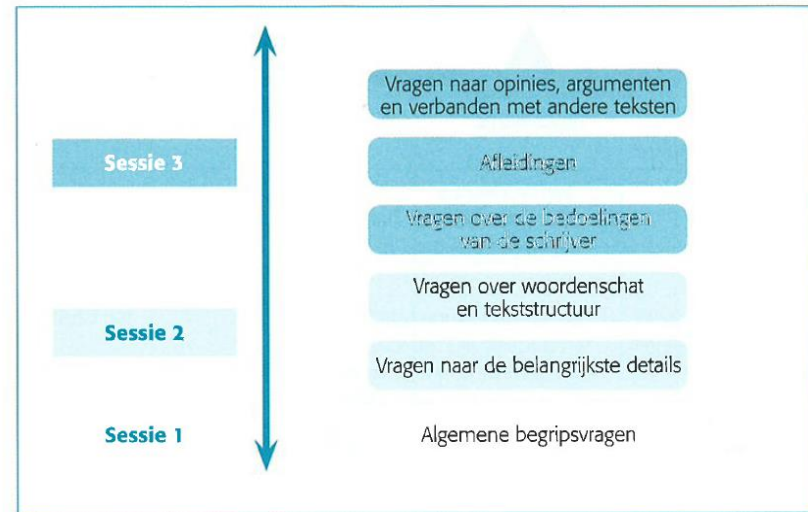 Vragen naar opinies, argumenten
en verbanden met andere teksten
Sessie 3
Afleidingen
Vragen over de bedoelingen
van de schrijver
Vragen over woordenschat
en tekststructuur
Sessie 2
Vragen naar de belangrijkste details
Sessie 1
Algemene begripsvragen